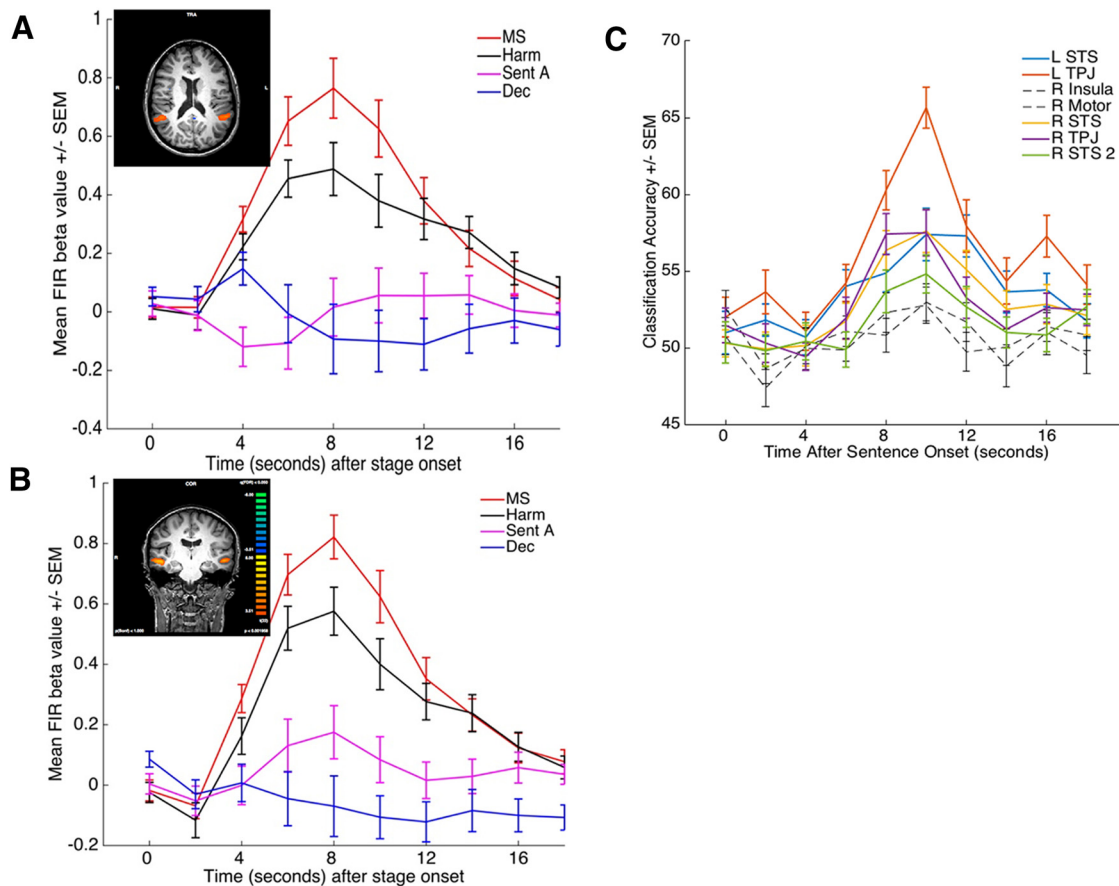 A
TRA
R
L
MS
Harm
Sent A
Dec
1
0.8
0.6
0.4
0.2
0
-0.2
-0.4
Mean FIR beta value +/- SEM
0 4 8 12 16
Time (seconds) after stage onset
B
COR
R
MS
Harm
Sent A
Dec
1
0.8
0.6
0.4
0.2
0
-0.2
Mean FIR beta value +/- SEM
0 4 8 12 16
Time (seconds) after stage onset
C
L STS
L TPJ
R Insula
R Motor
R STS
R TPJ
R STS 2
70
65
60
55
50
45
Classification Accuracy +/- SEM
0 4 8 12 16
Time After Sentence Onset (seconds)